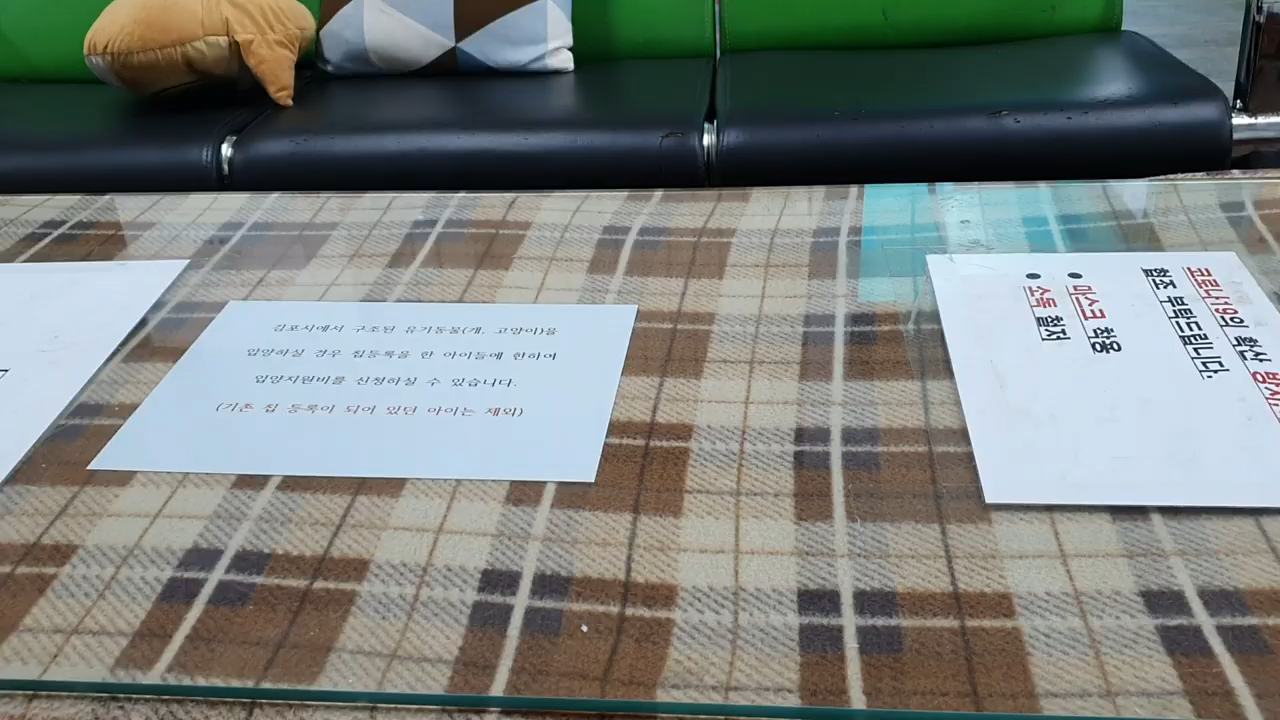 김포시에서 구조된 유기동물(개, 고양이)을
입양하실 경우 칩등록을 한 아이들에 한하여
입양지원비를 신청하실 수 있습니다.
(기존 칩 등록이 되어 있던 아이는 제외)
코로나19의 확산 방지
협조 부탁드립니다.
● 마스크 착용
● 소독 철저